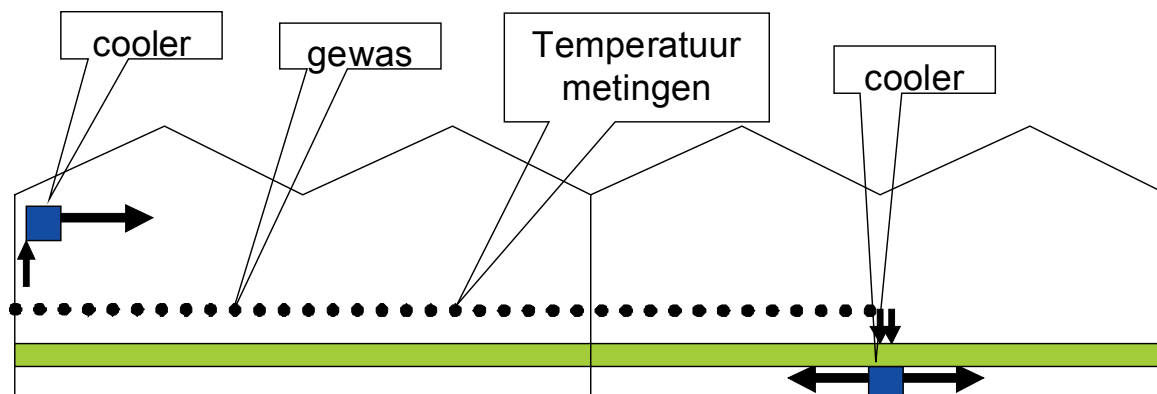 cooler
gewas
Temperatuur
metingen
cooler